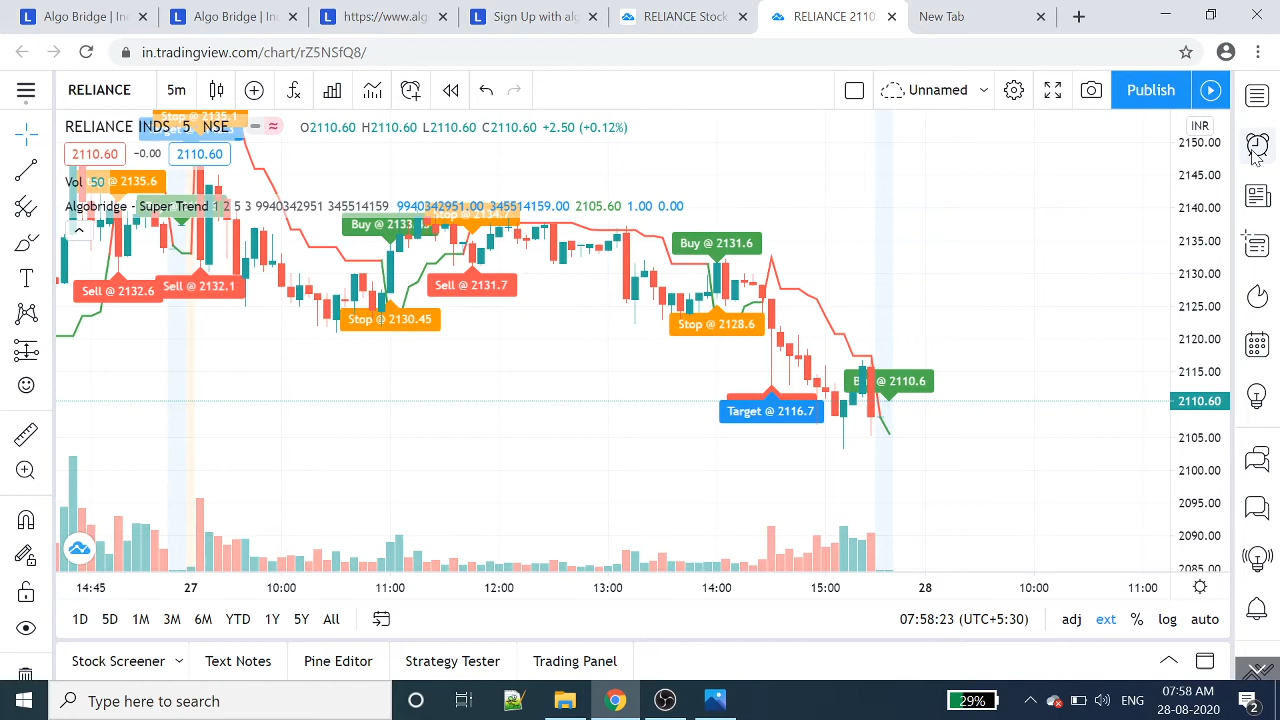 Algo Bridge | Ind
Algo Bridge | Ind
https://www.alg
Sign Up with alg
RELIANCE Stock
RELIANCE 2110.
New Tab
in.tradingview.com/chart/rZ5NSfQ8/
RELIANCE 5m
Unnamed
Publish
Stop @ 2135.1
RELIANCE INDS 5 NSE O2110.60 H2110.60 L2110.60 C2110.60 +2.50 (+0.12%)
2110.60 −0.00 2110.60
Vol 50 @ 2135.6
Algobridge - Super Trend 1 2 5 3 9940342951 345514159 9940342951.00 345514159.00 2105.60 1.00 0.00
Stop @ 2134.7
Buy @ 2133.
Buy @ 2131.6
Sell @ 2132.6
Sell @ 2132.1
Sell @ 2131.7
Stop @ 2130.45
Stop @ 2128.6
@ 2110.6
Target @ 2116.7
INR
2150.00
2145.00
2140.00
2135.00
2130.00
2125.00
2120.00
2115.00
2110.60
2105.00
2100.00
2095.00
2090.00
2085.00
14:45 27 10:00 11:00 12:00 13:00 14:00 15:00 28 10:00 11:00
1D 5D 1M 3M 6M YTD 1Y 5Y All
07:58:23 (UTC+5:30) adj ext % log auto
Stock Screener Text Notes Pine Editor Strategy Tester Trading Panel
Type here to search
29%
ENG
07:58 AM
28-08-2020
2